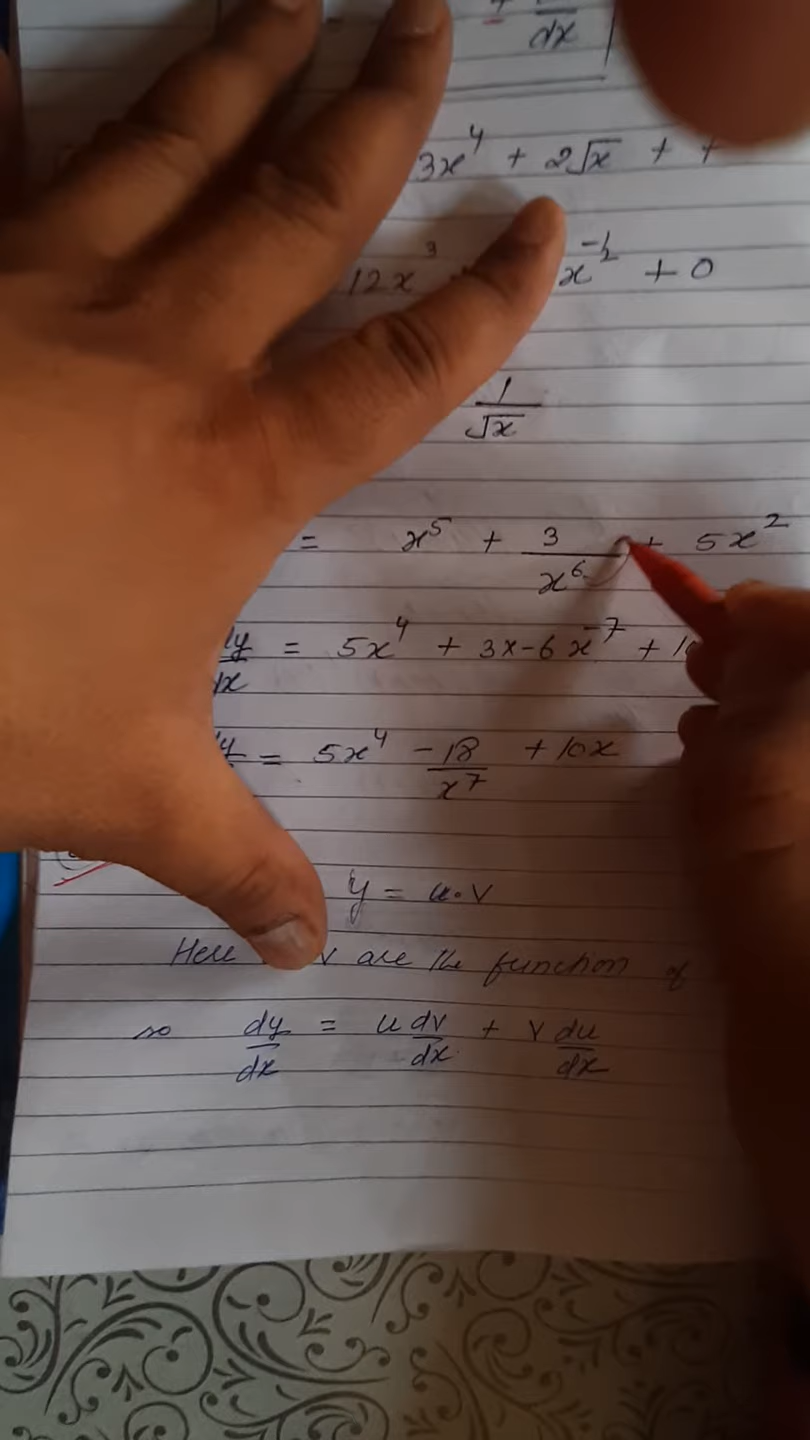 dx
3x⁴ + 2√x +
12x³ x^-½ + 0
1/√x
= x⁵ + 3/x⁶ + 5x²
dy/dx = 5x⁴ + 3x-6x⁻⁷ + 10
= 5x⁴ -18/x⁷ + 10x
y = u.v
Here v are the function of
so dy/dx = u dv/dx + v du/dx